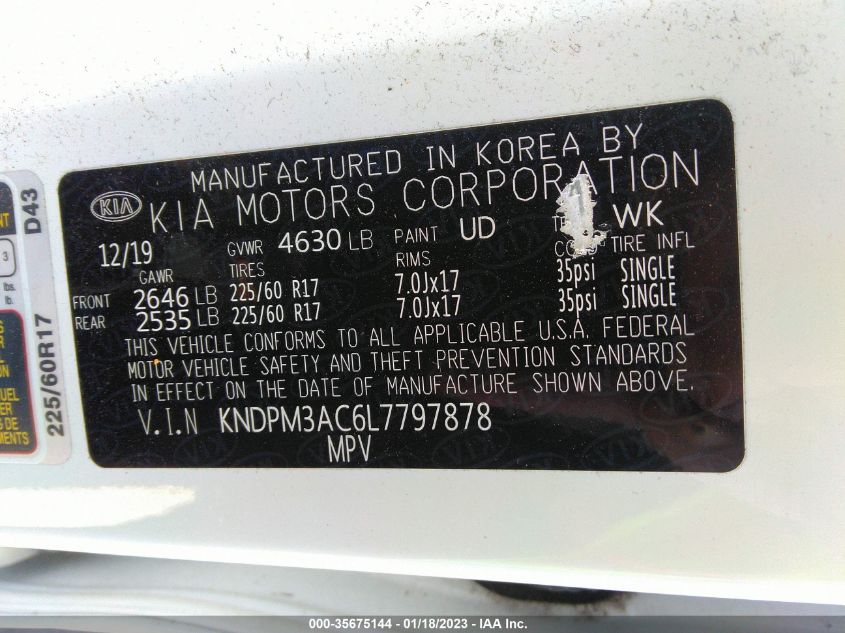 MANUFACTURED IN KOREA BY
KIA KIA MOTORS CORPORATION
12/19 GVWR 4630 LB PAINT UD WK
GAWR TIRES RIMS TIRE INFL
FRONT 2646 LB 225/60 R17 7.0Jx17 35psi SINGLE
REAR 2535 LB 225/60 R17 7.0Jx17 35psi SINGLE
THIS VEHICLE CONFORMS TO ALL APPLICABLE U.S.A. FEDERAL
MOTOR VEHICLE SAFETY AND THEFT PREVENTION STANDARDS
IN EFFECT ON THE DATE OF MANUFACTURE SHOWN ABOVE.
V.I.N KNDPM3AC6L7797878
MPV
D43
225/60R17
3
lbs.
lb.
000-35675144 — 01/18/2023 — © IAA Inc.